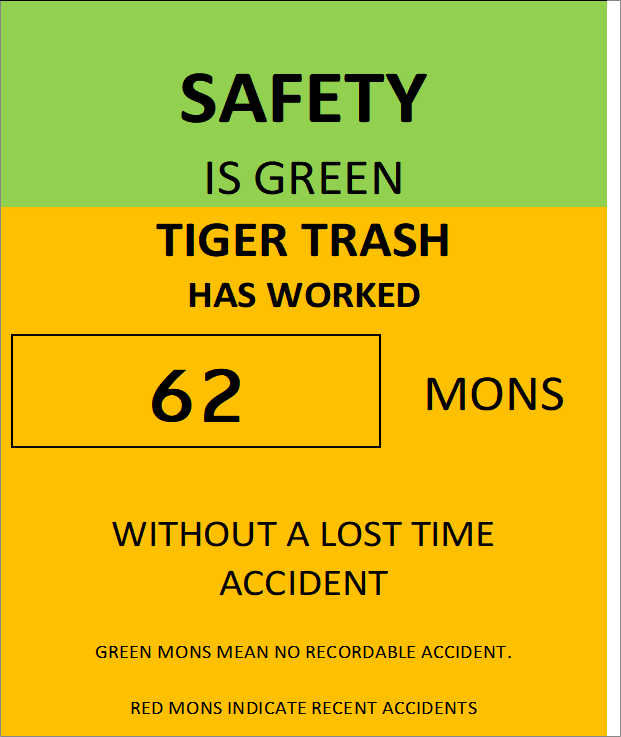 SAFETY
IS GREEN
TIGER TRASH
HAS WORKED
62 MONS
WITHOUT A LOST TIME
ACCIDENT
GREEN MONS MEAN NO RECORDABLE ACCIDENT.
RED MONS INDICATE RECENT ACCIDENTS